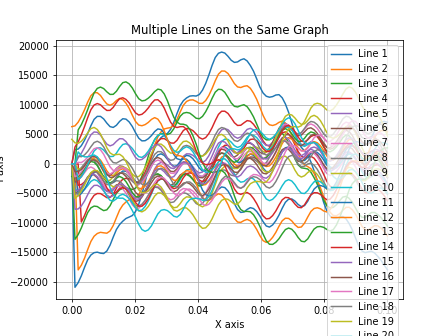 Multiple Lines on the Same Graph
20000
15000
10000
5000
0
−5000
−10000
−15000
−20000
0.00
0.02
0.04
0.06
X axis
Line 1
Line 2
Line 3
Line 4
Line 5
Line 6
Line 7
Line 8
Line 9
Line 10
Line 11
Line 12
Line 13
Line 14
Line 15
Line 16
Line 17
Line 18
Line 19
Line 20